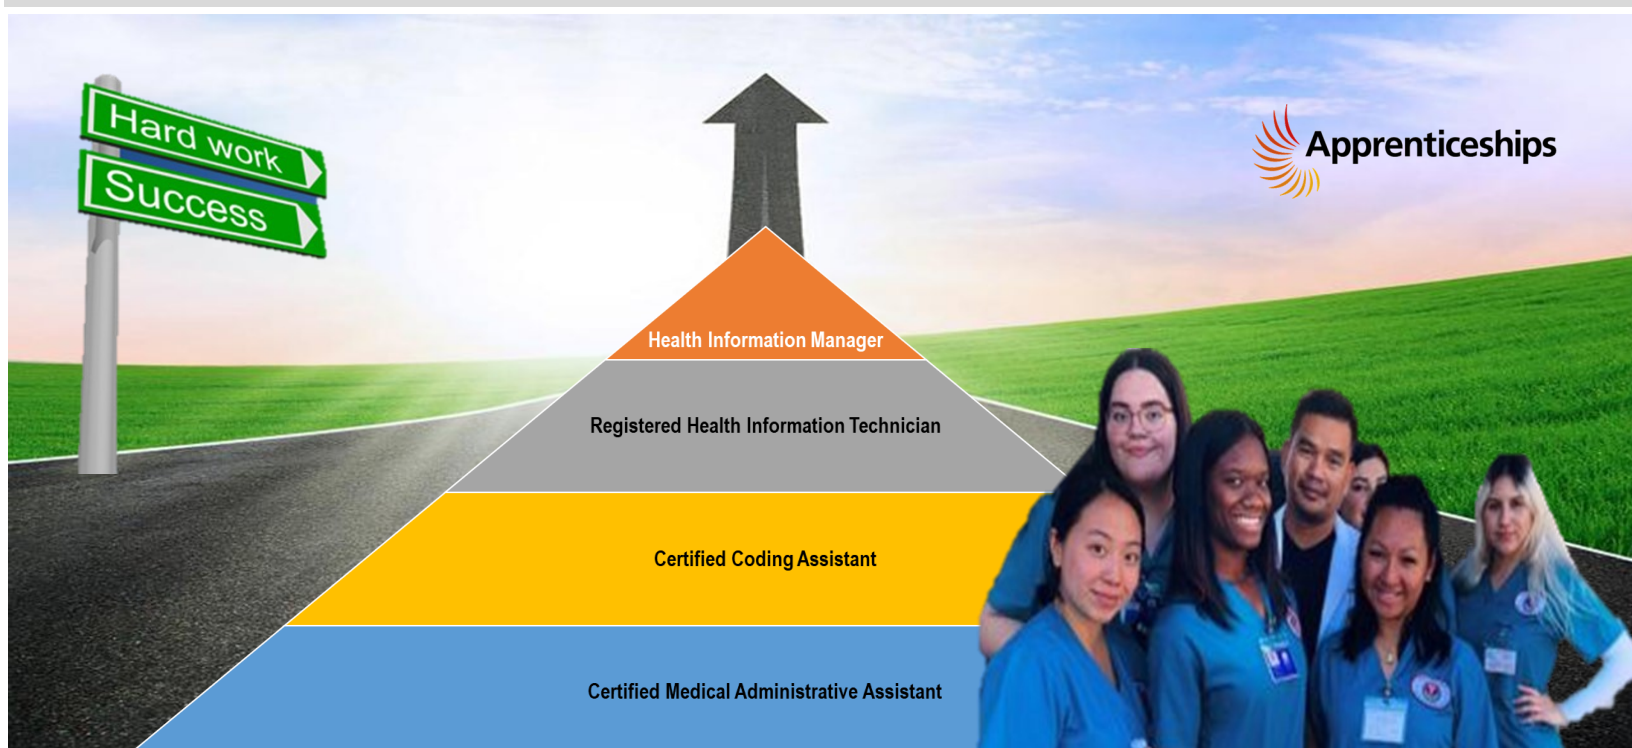 Hard work
Success
Apprenticeships
Health Information Manager
Registered Health Information Technician
Certified Coding Assistant
Certified Medical Administrative Assistant